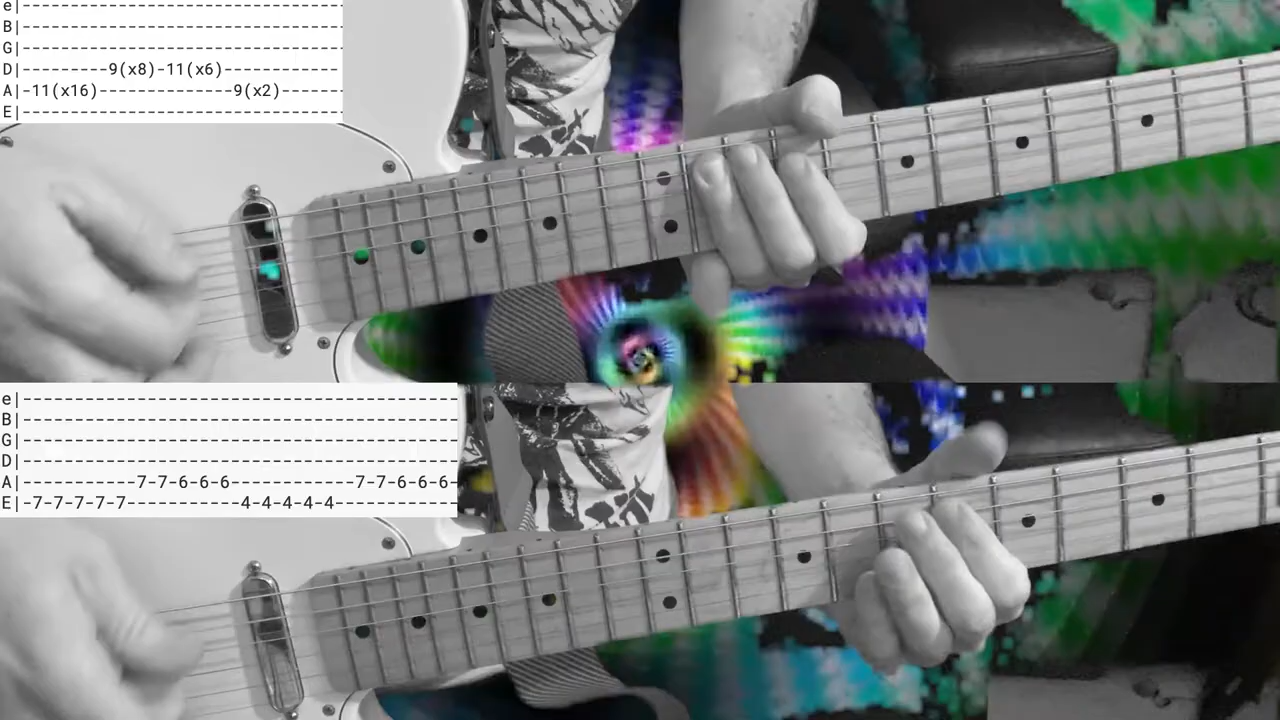 e|-------------------------------------
B|-------------------------------------
G|-------------------------------------
D|---------9(x8)-11(x6)-------------
A|-11(x16)--------------9(x2)------
E|-------------------------------------
e|--------------------------------------------------
B|--------------------------------------------------
G|--------------------------------------------------
D|--------------------------------------------------
A|-----------7-7-6-6-6------------7-7-6-6-6-
E|-7-7-7-7-7-----------4-4-4-4-4------------